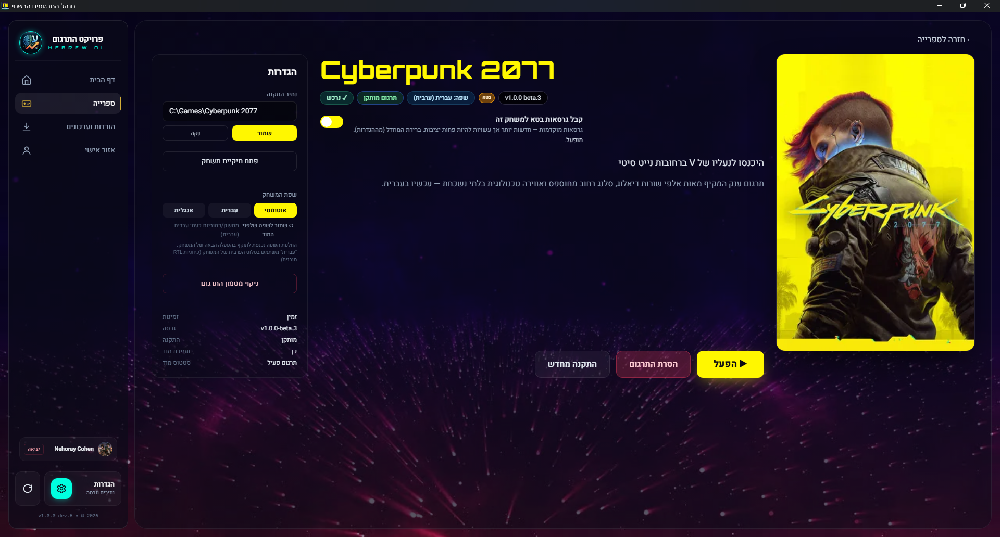 מנהל התרגומים הרשמי
פרויקט התרגום
HEBREW AI
דף הבית
ספרייה
הורדות ועדכונים
אזור אישי
Nehoray Cohen
יציאה
הגדרות
נתיבים וגרסה
v1.0.0-dev.6 • © 2026
← חזרה לספרייה
CYBERPUNK
2077
Cyberpunk 2077
v1.0.0-beta.3
בטא
שפה: עברית (ערבית)
תרגום מותקן
✓ נרכש
קבל גרסאות בטא למשחק זה
גרסאות מוקדמות — חדשות יותר אך עשויות להיות פחות יציבות. ברירת המחדל (מההגדרות):
מופעל.
היכנסו לנעליו של V ברחובות נייט סיטי
תרגום ענק המקיף מאות אלפי שורות דיאלוג, סלנג רחוב מחוספס ואווירה טכנולוגית בלתי נשכחת — עכשיו בעברית.
▶ הפעל
הסרת התרגום
התקנה מחדש
הגדרות
נתיב התקנה
C:\Games\Cyberpunk 2077
שמור
נקה
פתח תיקיית משחק
שפת המשחק
אוטומטי
עברית
אנגלית
↺ שחזר לשפה שלפני
המוד
ממשק/כתוביות כעת: עברית
(ערבית)
החלפת השפה נכנסת לתוקף בהפעלה הבאה של המשחק.
"עברית" משתמש בסלוט הערבית של המשחק (כיווניות RTL
מובנית).
ניקוי מטמון התרגום
זמינות
זמין
גרסה
v1.0.0-beta.3
התקנה
מותקן
תמיכת מוד
כן
סטטוס מוד
תרגום פעיל